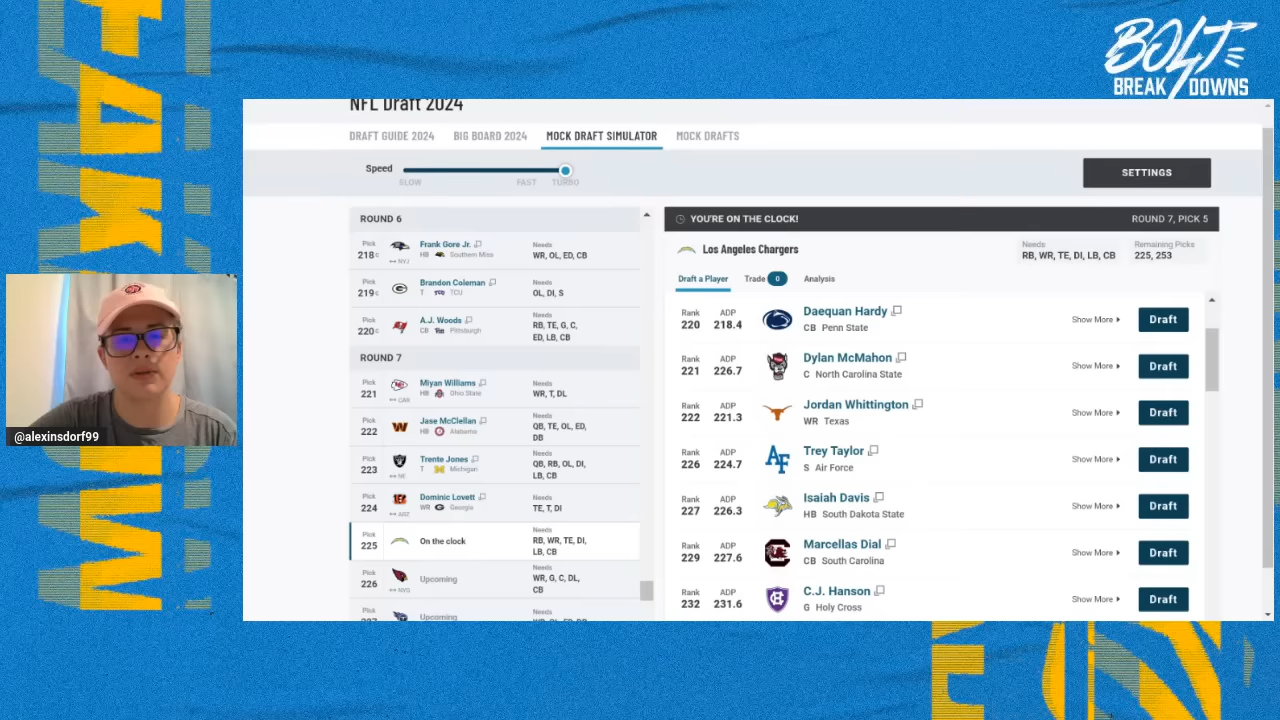 BOLT
BREAK DOWNS
NFL Draft 2024
DRAFT GUIDE 2024 BIG BOARD 2024 MOCK DRAFT SIMULATOR MOCK DRAFTS
Speed
SLOW FAST TURBO
SETTINGS
ROUND 6
Pick 218 Frank Gore Jr. Needs
HB Southern Miss WR, OL, ED, CB
NYJ
Pick 219 Brandon Coleman Needs
T TCU OL, DI, S
Pick 220 A.J. Woods Needs
CB Pittsburgh RB, TE, G, C,
ED, LB, CB
ROUND 7
Pick 221 Miyan Williams Needs
HB Ohio State WR, T, DL
CAR
Pick 222 Jase McClellan Needs
HB Alabama QB, TE, OL, ED,
DB
Pick 223 Trente Jones Needs
T Michigan QB, RB, OL, DI,
LB, CB
NE
Pick 224 Dominic Lovett Needs
WR Georgia TE, T, DI
ARZ
Pick 225 On the clock Needs
RB, WR, TE, DI,
LB, CB
Pick 226 Upcoming Needs
WR, G, C, DL,
CB
NYG
Pick Upcoming Needs
YOU'RE ON THE CLOCK! ROUND 7, PICK 5
Los Angeles Chargers
Needs
RB, WR, TE, DI, LB, CB
Remaining Picks
225, 253
Draft a Player Trade 0 Analysis
Rank 220 ADP 218.4 Daequan Hardy CB Penn State Show More Draft
Rank 221 ADP 226.7 Dylan McMahon C North Carolina State Show More Draft
Rank 222 ADP 221.3 Jordan Whittington WR Texas Show More Draft
Rank 226 ADP 224.7 Trey Taylor S Air Force Show More Draft
Rank 227 ADP 226.3 Isaiah Davis HB South Dakota State Show More Draft
Rank 229 ADP 227.6 Marcellas Dial CB South Carolina Show More Draft
Rank 232 ADP 231.6 C.J. Hanson G Holy Cross Show More Draft
@alexinsdorf99